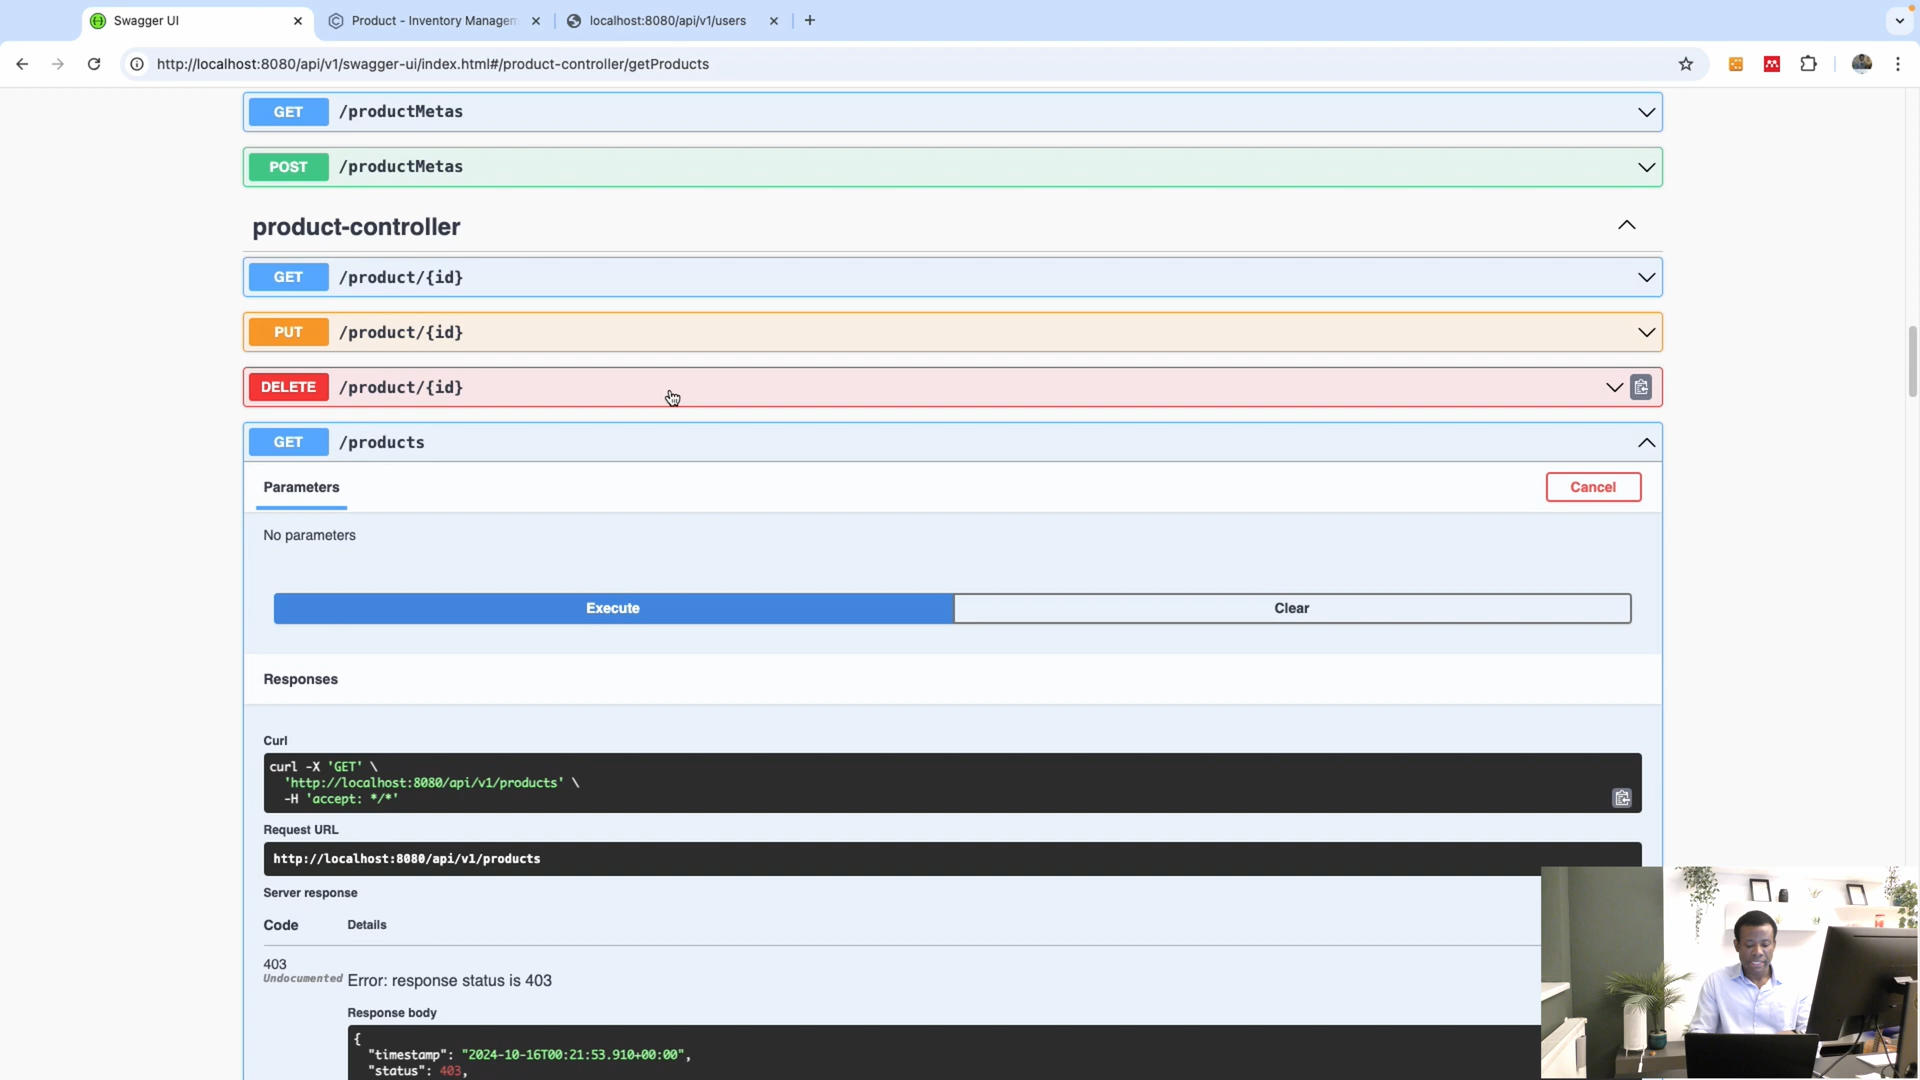 Swagger UI
Product - Inventory Managem
localhost:8080/api/v1/users
http://localhost:8080/api/v1/swagger-ui/index.html#/product-controller/getProducts
GET /productMetas
POST /productMetas
product-controller
GET /product/{id}
PUT /product/{id}
DELETE /product/{id}
GET /products
Parameters
Cancel
No parameters
Execute
Clear
Responses
Curl
curl -X 'GET' \
'http://localhost:8080/api/v1/products' \
-H 'accept: */*'
Request URL
http://localhost:8080/api/v1/products
Server response
Code Details
403
Undocumented
Error: response status is 403
Response body
{
"timestamp": "2024-10-16T00:21:53.910+00:00",
"status": 403,